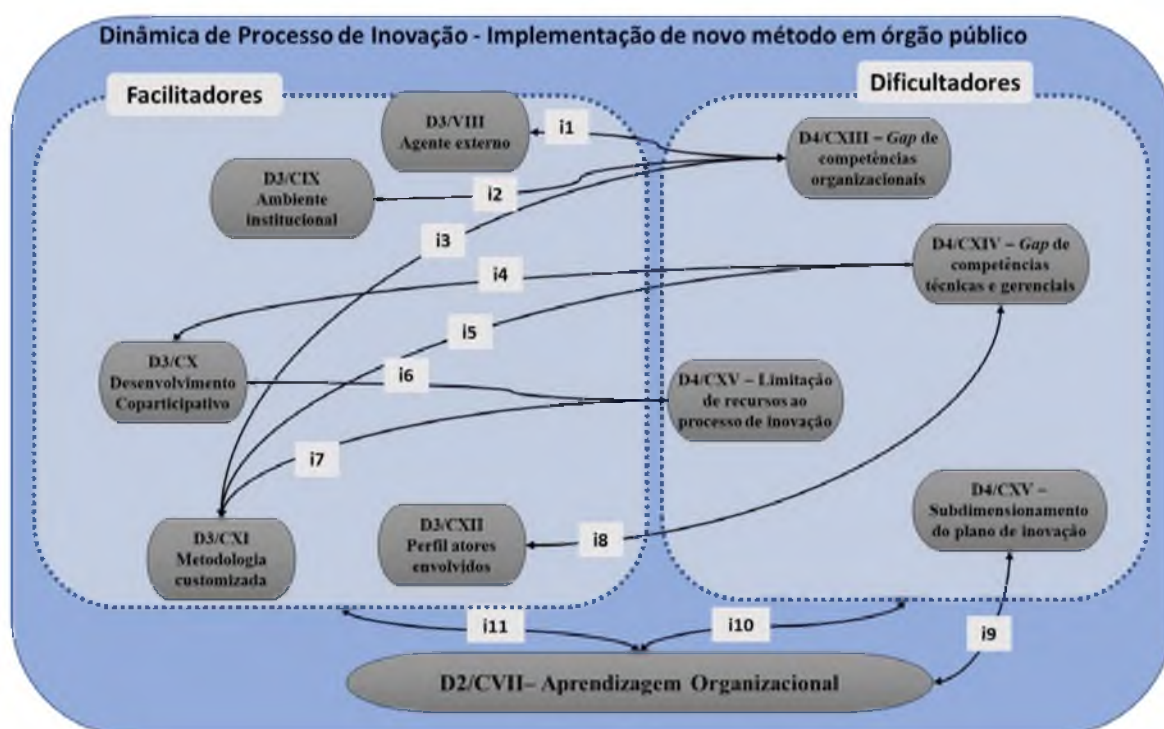 Dinâmica de Processo de Inovação - Implementação de novo método em órgão público
Facilitadores
Dificultadores
D3/VIII
Agente externo
i1
D4/CXIII – Gap de
competências
organizacionais
D3/CIX
Ambiente
institucional
i2
i3
D4/CXIV – Gap de
competências
técnicas e gerenciais
i4
i5
D3/CX
Desenvolvimento
Coparticipativo
i6
D4/CXV – Limitação
de recursos ao
processo de inovação
i7
D4/CXV –
Subdimensionamento
do plano de inovação
D3/CXI
Metodologia
customizada
D3/CXII
Perfil atores
envolvidos
i8
i11
i10
i9
D2/CVII– Aprendizagem Organizacional